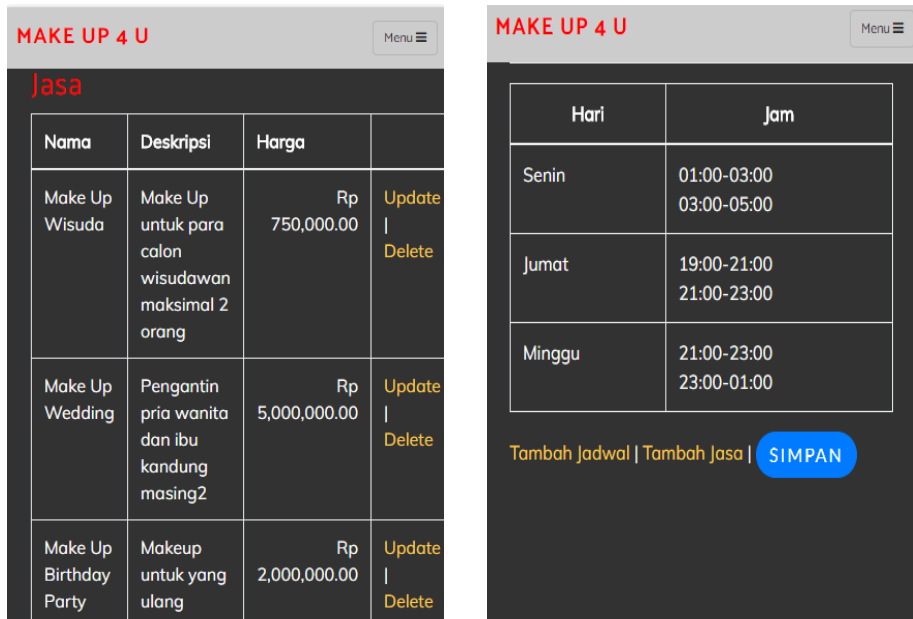 MAKE UP 4 U
Menu
Jasa
Nama Deskripsi Harga
Make Up Make Up Rp Update
Wisuda untuk para 750,000.00 |
calon Delete
wisudawan
maksimal 2
orang
Make Up Pengantin Rp Update
Wedding pria wanita 5,000,000.00 |
dan ibu Delete
kandung
masing2
Make Up Makeup Rp Update
Birthday untuk yang 2,000,000.00 |
Party ulang Delete
MAKE UP 4 U
Menu
Hari Jam
Senin 01:00-03:00
03:00-05:00
Jumat 19:00-21:00
21:00-23:00
Minggu 21:00-23:00
23:00-01:00
Tambah Jadwal | Tambah Jasa | SIMPAN